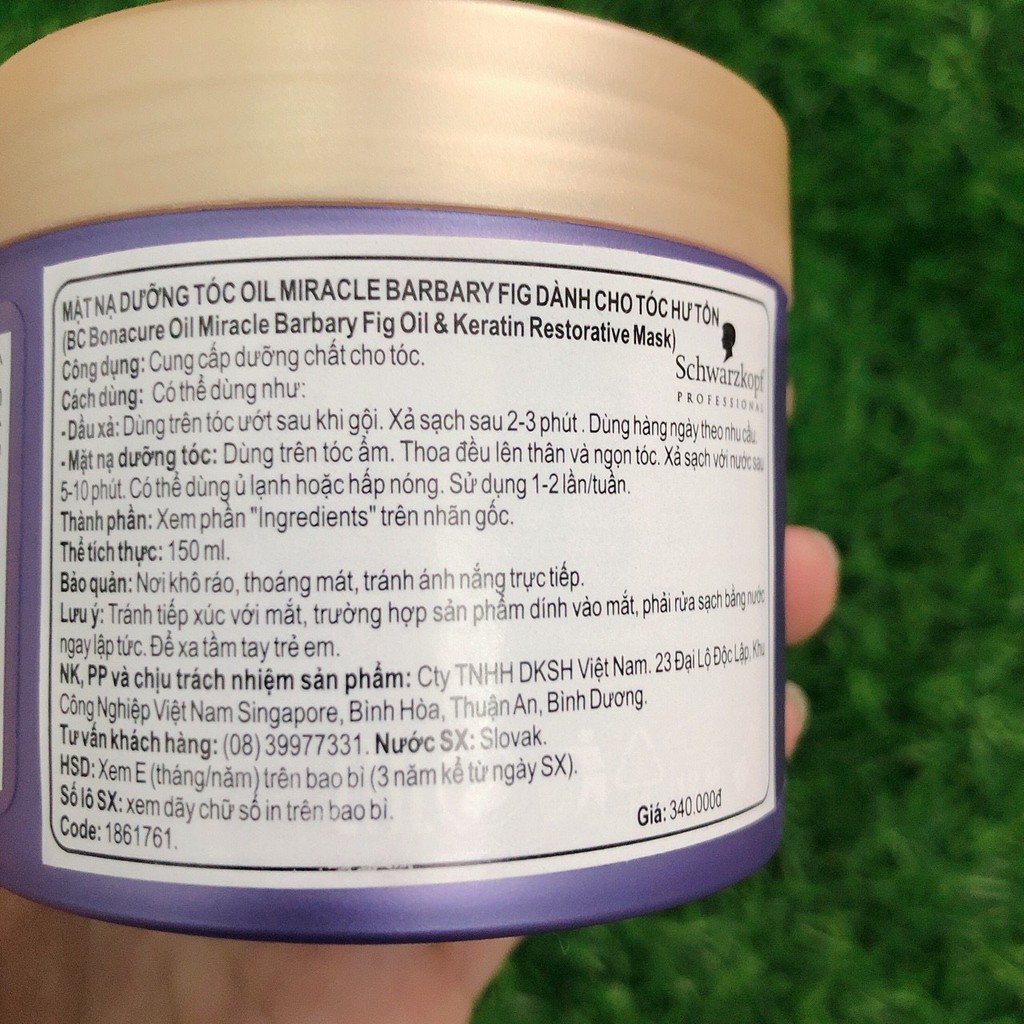 MẶT NẠ DƯỠNG TÓC OIL MIRACLE BARBARY FIG DÀNH CHO TÓC HƯ TỔN
(BC Bonacure Oil Miracle Barbary Fig Oil & Keratin Restorative Mask)
Schwarzkopf
PROFESSIONAL
Công dụng: Cung cấp dưỡng chất cho tóc.
Cách dùng: Có thể dùng như:
- Dầu xả: Dùng trên tóc ướt sau khi gội. Xả sạch sau 2-3 phút . Dùng hàng ngày theo nhu cầu.
- Mặt nạ dưỡng tóc: Dùng trên tóc ẩm. Thoa đều lên thân và ngọn tóc. Xả sạch với nước sau
5-10 phút. Có thể dùng ủ lạnh hoặc hấp nóng. Sử dụng 1-2 lần/tuần.
Thành phần: Xem phần "Ingredients" trên nhãn gốc.
Thể tích thực: 150 ml.
Bảo quản: Nơi khô ráo, thoáng mát, tránh ánh nắng trực tiếp.
Lưu ý: Tránh tiếp xúc với mắt, trường hợp sản phẩm dính vào mắt, phải rửa sạch bằng nước
ngay lập tức. Để xa tầm tay trẻ em.
NK, PP và chịu trách nhiệm sản phẩm: Cty TNHH DKSH Việt Nam. 23 Đại Lộ Độc Lập, Khu
Công Nghiệp Việt Nam Singapore, Bình Hòa, Thuận An, Bình Dương.
Tư vấn khách hàng: (08) 39977331. Nước SX: Slovak.
HSD: Xem E (tháng/năm) trên bao bì (3 năm kể từ ngày SX).
Số lô SX: xem dãy chữ số in trên bao bì.
Code: 1861761.
Giá: 340.000đ